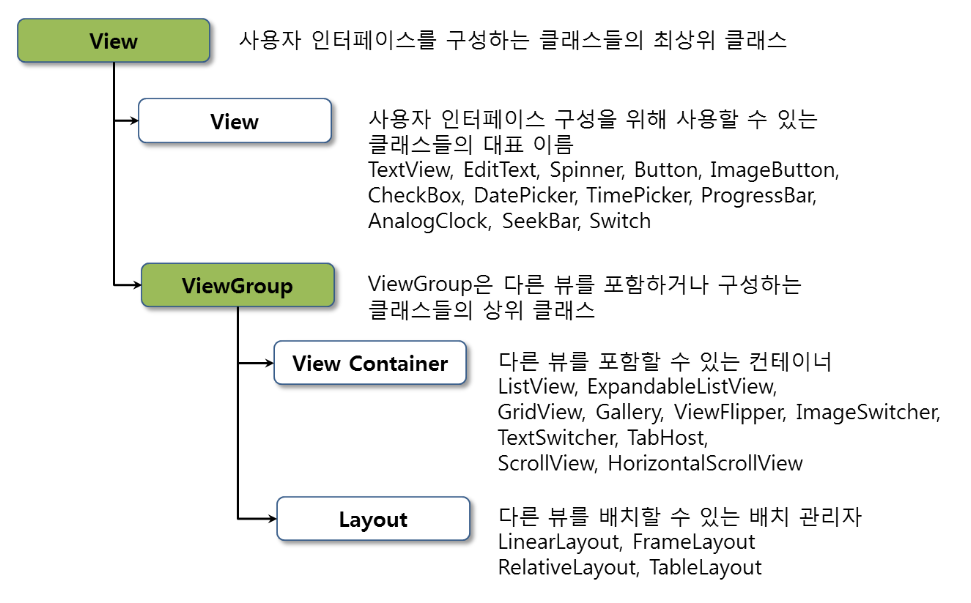 View
사용자 인터페이스를 구성하는 클래스들의 최상위 클래스
View
사용자 인터페이스 구성을 위해 사용할 수 있는
클래스들의 대표 이름
TextView, EditText, Spinner, Button, ImageButton,
CheckBox, DatePicker, TimePicker, ProgressBar,
AnalogClock, SeekBar, Switch
ViewGroup
ViewGroup은 다른 뷰를 포함하거나 구성하는
클래스들의 상위 클래스
View Container
다른 뷰를 포함할 수 있는 컨테이너
ListView, ExpandableListView,
GridView, Gallery, ViewFlipper, ImageSwitcher,
TextSwitcher, TabHost,
ScrollView, HorizontalScrollView
Layout
다른 뷰를 배치할 수 있는 배치 관리자
LinearLayout, FrameLayout
RelativeLayout, TableLayout